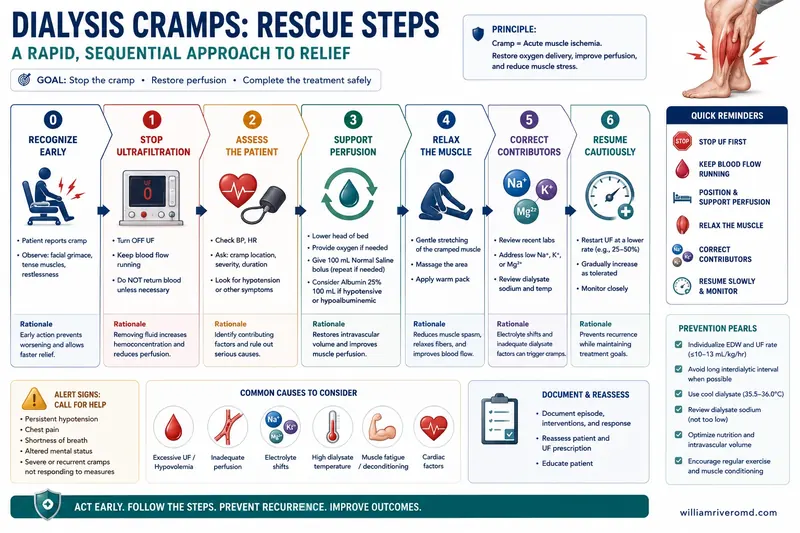 DIALYSIS CRAMPS: RESCUE STEPS
A RAPID, SEQUENTIAL APPROACH TO RELIEF
GOAL: Stop the cramp • Restore perfusion • Complete the treatment safely
PRINCIPLE:
Cramp = Acute muscle ischemia.
Restore oxygen delivery, improve perfusion,
and reduce muscle stress.
0
RECOGNIZE
EARLY
• Patient reports cramp
• Observe: facial grimace,
tense muscles,
restlessness
Rationale
Early action prevents
worsening and allows
faster relief.
1
STOP
ULTRAFILTRATION
UF
0
• Turn OFF UF
• Keep blood flow
running
• Do NOT return blood
unless necessary
Rationale
Removing fluid increases
hemoconcentration
and reduces perfusion.
2
ASSESS
THE PATIENT
• Check BP, HR
• Ask: cramp location,
severity, duration
• Look for hypotension
or other symptoms
Rationale
Identify contributing
factors and rule out
serious causes.
3
SUPPORT
PERFUSION
• Lower head of bed
• Provide oxygen if needed
• Give 100 mL Normal Saline
bolus (repeat if needed)
• Consider Albumin 25%
100 mL if hypotensive or
hypoalbuminemic
Rationale
Restores intravascular
volume and improves
muscle perfusion.
4
RELAX
THE MUSCLE
• Gentle stretching
of the cramped muscle
• Massage the area
• Apply warm pack
Rationale
Reduces muscle spasm,
relaxes fibers, and
improves blood flow.
5
CORRECT
CONTRIBUTORS
Na⁺
K⁺
Mg²⁺
• Review recent labs
• Address low Na⁺, K⁺,
or Mg²⁺
• Review dialysate
sodium and temp
Rationale
Electrolyte shifts and
inadequate dialysate
factors can trigger cramps.
6
RESUME
CAUTIOUSLY
• Restart UF at a lower
rate (e.g., 25–50%)
• Gradually increase
as tolerated
• Monitor closely
Rationale
Prevents recurrence
while maintaining
treatment goals.
QUICK REMINDERS
STOP
STOP UF FIRST
KEEP BLOOD FLOW
RUNNING
POSITION &
SUPPORT PERFUSION
RELAX THE MUSCLE
CORRECT
CONTRIBUTORS
RESUME SLOWLY
& MONITOR
PREVENTION PEARLS
Individualize EDW and UF rate
(≤10–13 mL/kg/hr)
Avoid long interdialytic interval
when possible
Use cool dialysate (35.5–36.0°C)
Review dialysate sodium
(not too low)
Optimize nutrition and
intravascular volume
Encourage regular exercise
and muscle conditioning
ALERT SIGNS:
CALL FOR HELP
• Persistent hypotension
• Chest pain
• Shortness of breath
• Altered mental status
• Severe or recurrent cramps
not responding to measures
COMMON CAUSES TO CONSIDER
Excessive UF /
Hypovolemia
Inadequate
perfusion
Electrolyte
shifts
High dialysate
temperature
Muscle fatigue
/ deconditioning
Cardiac
factors
DOCUMENT & REASSESS
• Document episode,
interventions, and response
• Reassess patient and
UF prescription
• Educate patient
ACT EARLY. FOLLOW THE STEPS. PREVENT RECURRENCE. IMPROVE OUTCOMES.
williamriveromd.com